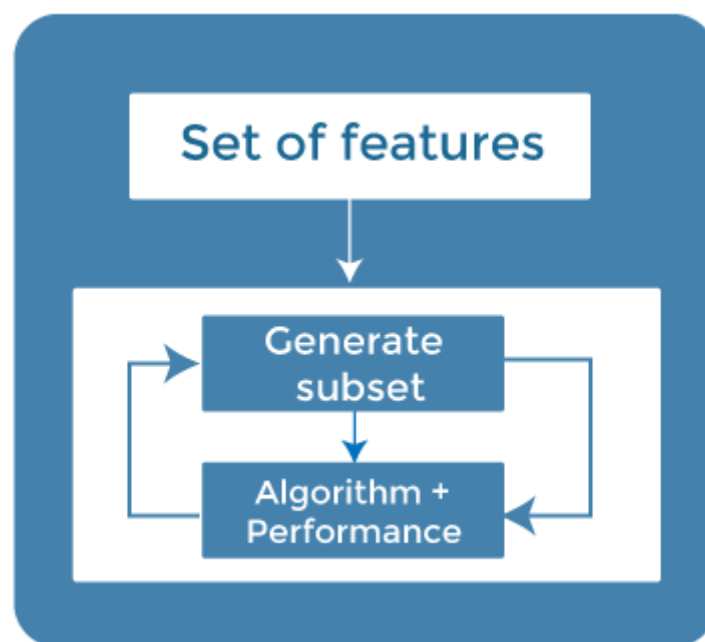 Set of features
Generate
subset
Algorithm +
Performance